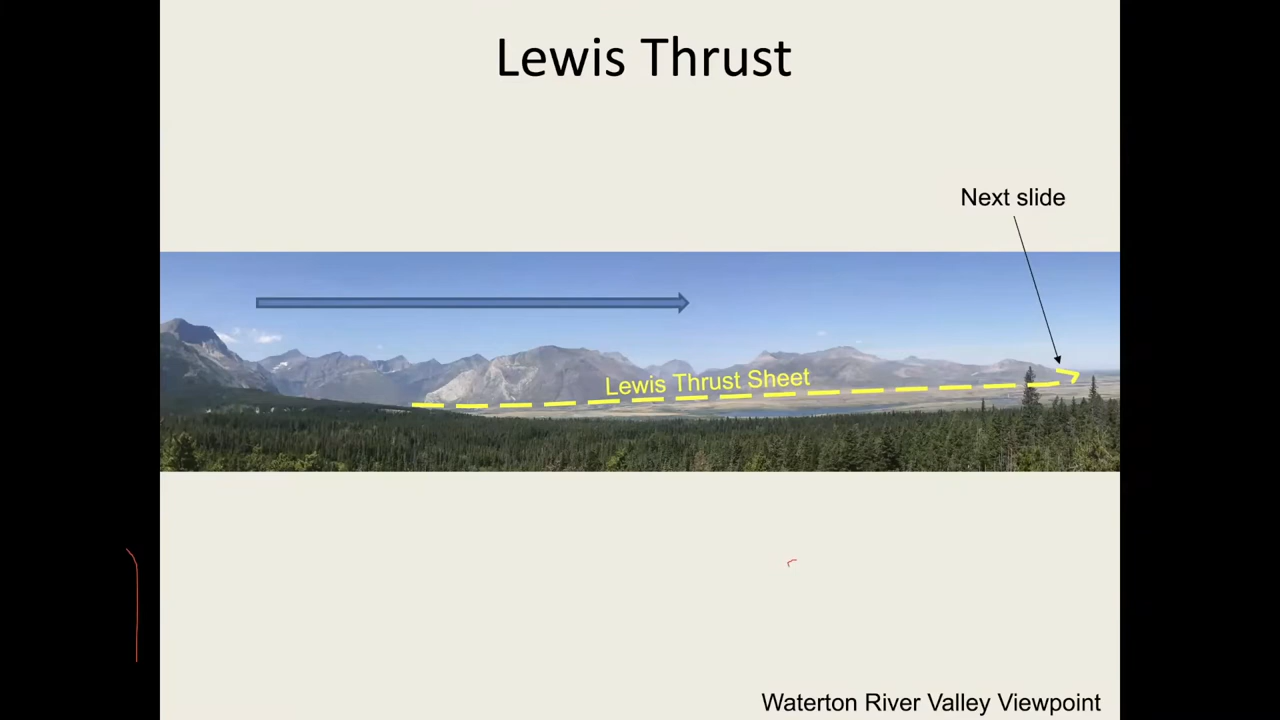 Lewis Thrust
Next slide
Lewis Thrust Sheet
Waterton River Valley Viewpoint